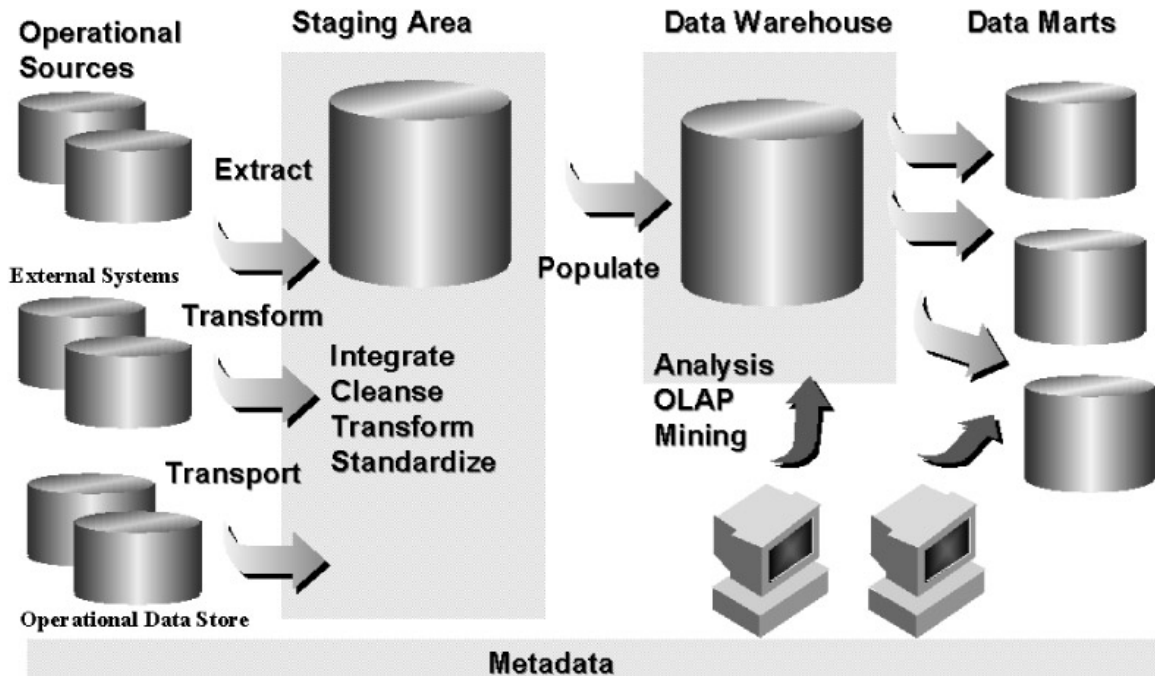 Operational
Sources
Staging Area
Data Warehouse
Data Marts
Extract
External Systems
Transform
Populate
Integrate
Cleanse
Transform
Standardize
Analysis
OLAP
Mining
Transport
Operational Data Store
Metadata